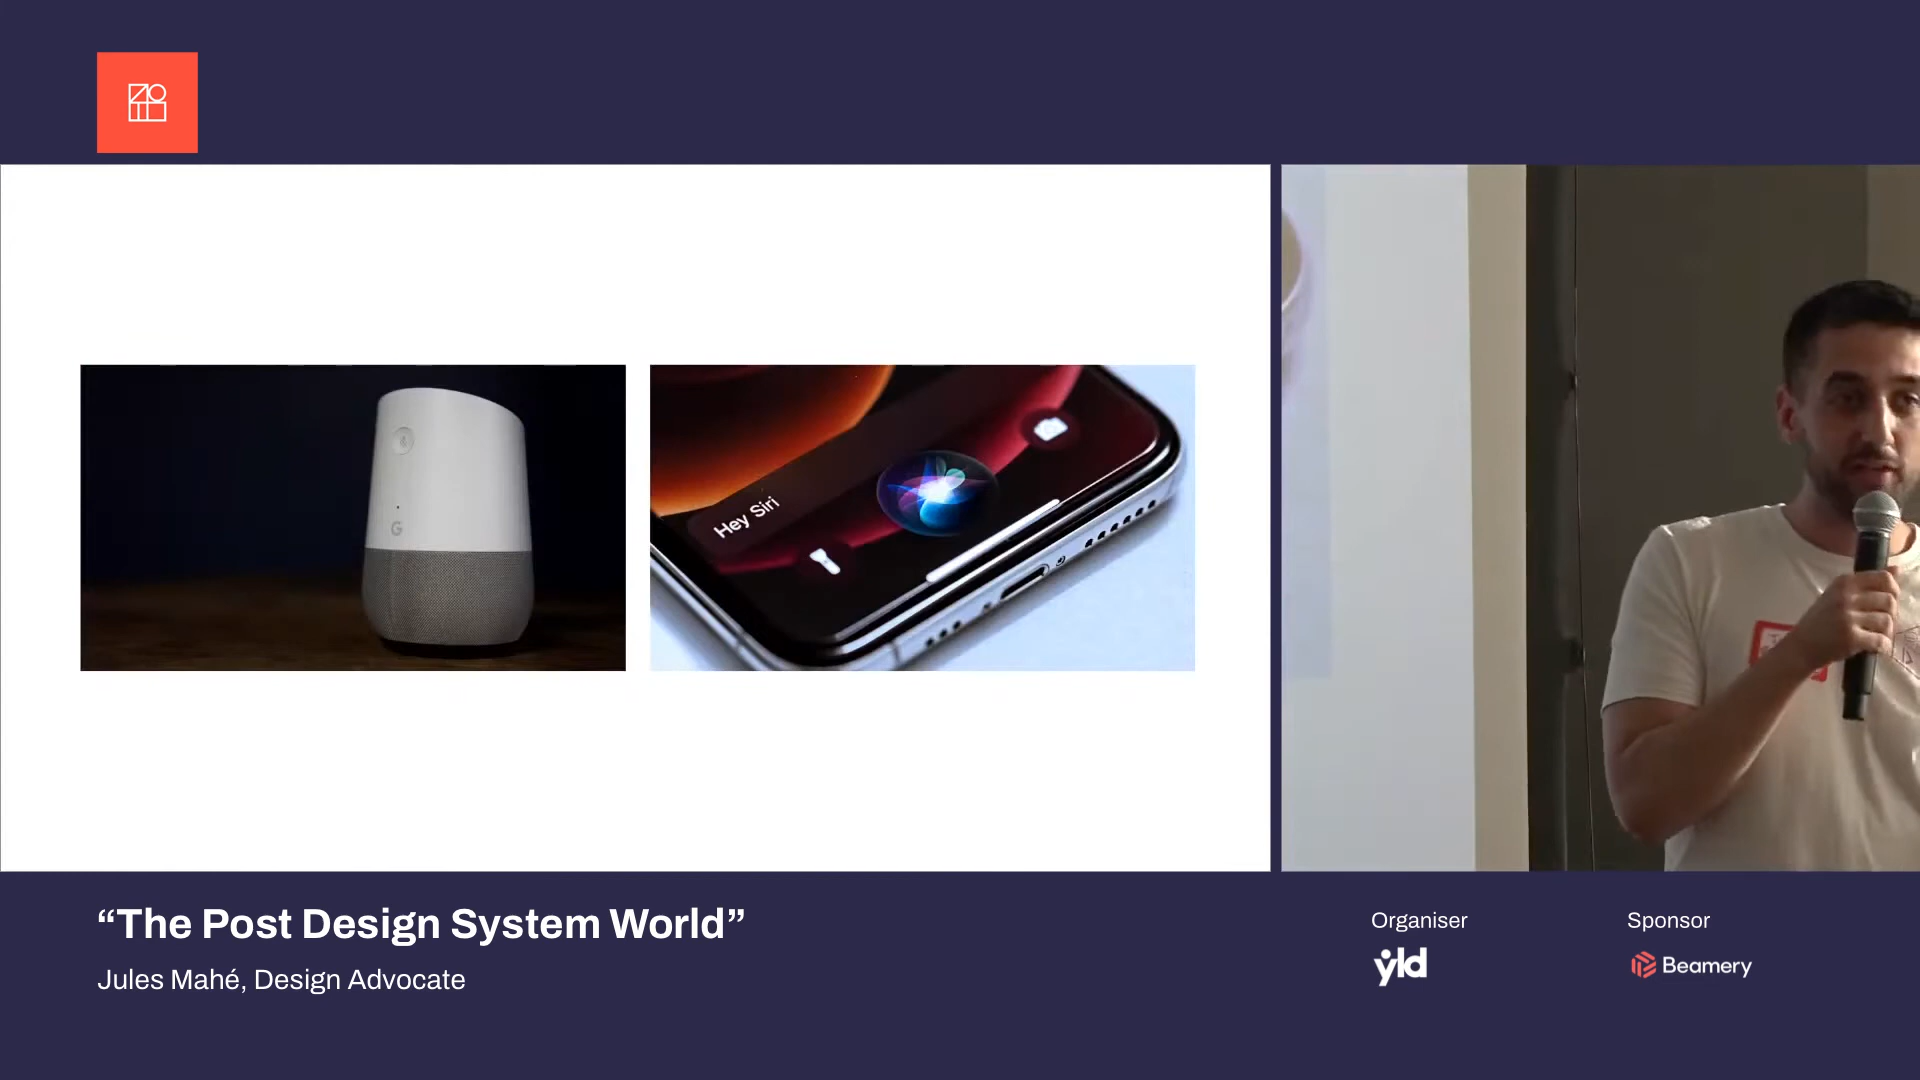 G
Hey Siri
“The Post Design System World”
Jules Mahé, Design Advocate
Organiser
yld
Sponsor
Beamery